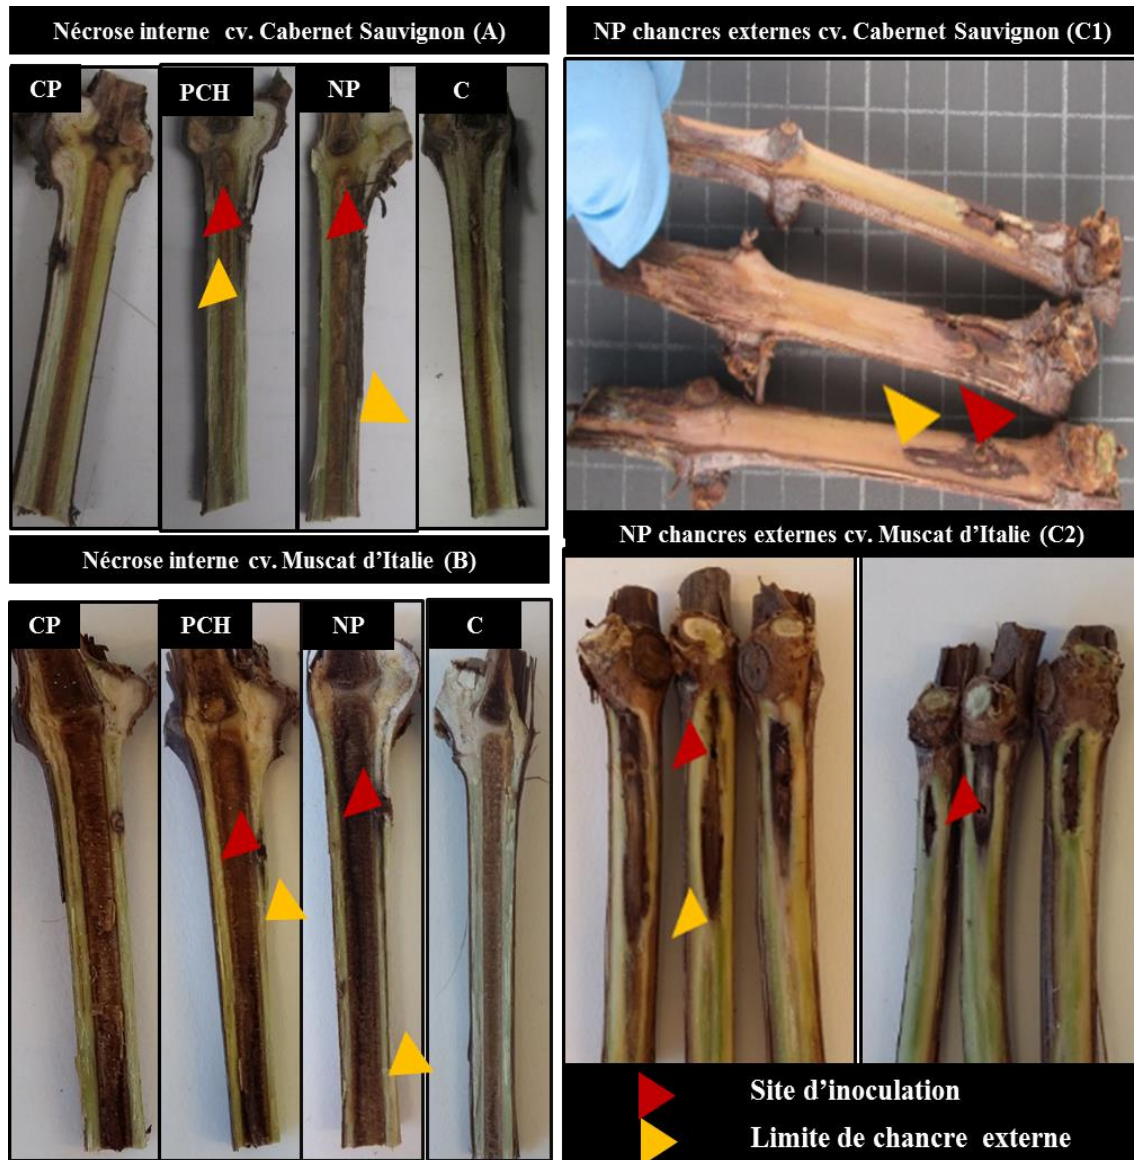 Nécrose interne cv. Cabernet Sauvignon (A)
CP PCH NP C
NP chancres externes cv. Cabernet Sauvignon (C1)
Nécrose interne cv. Muscat d'Italie (B)
CP PCH NP C
NP chancres externes cv. Muscat d'Italie (C2)
Site d'inoculation
Limite de chancre externe